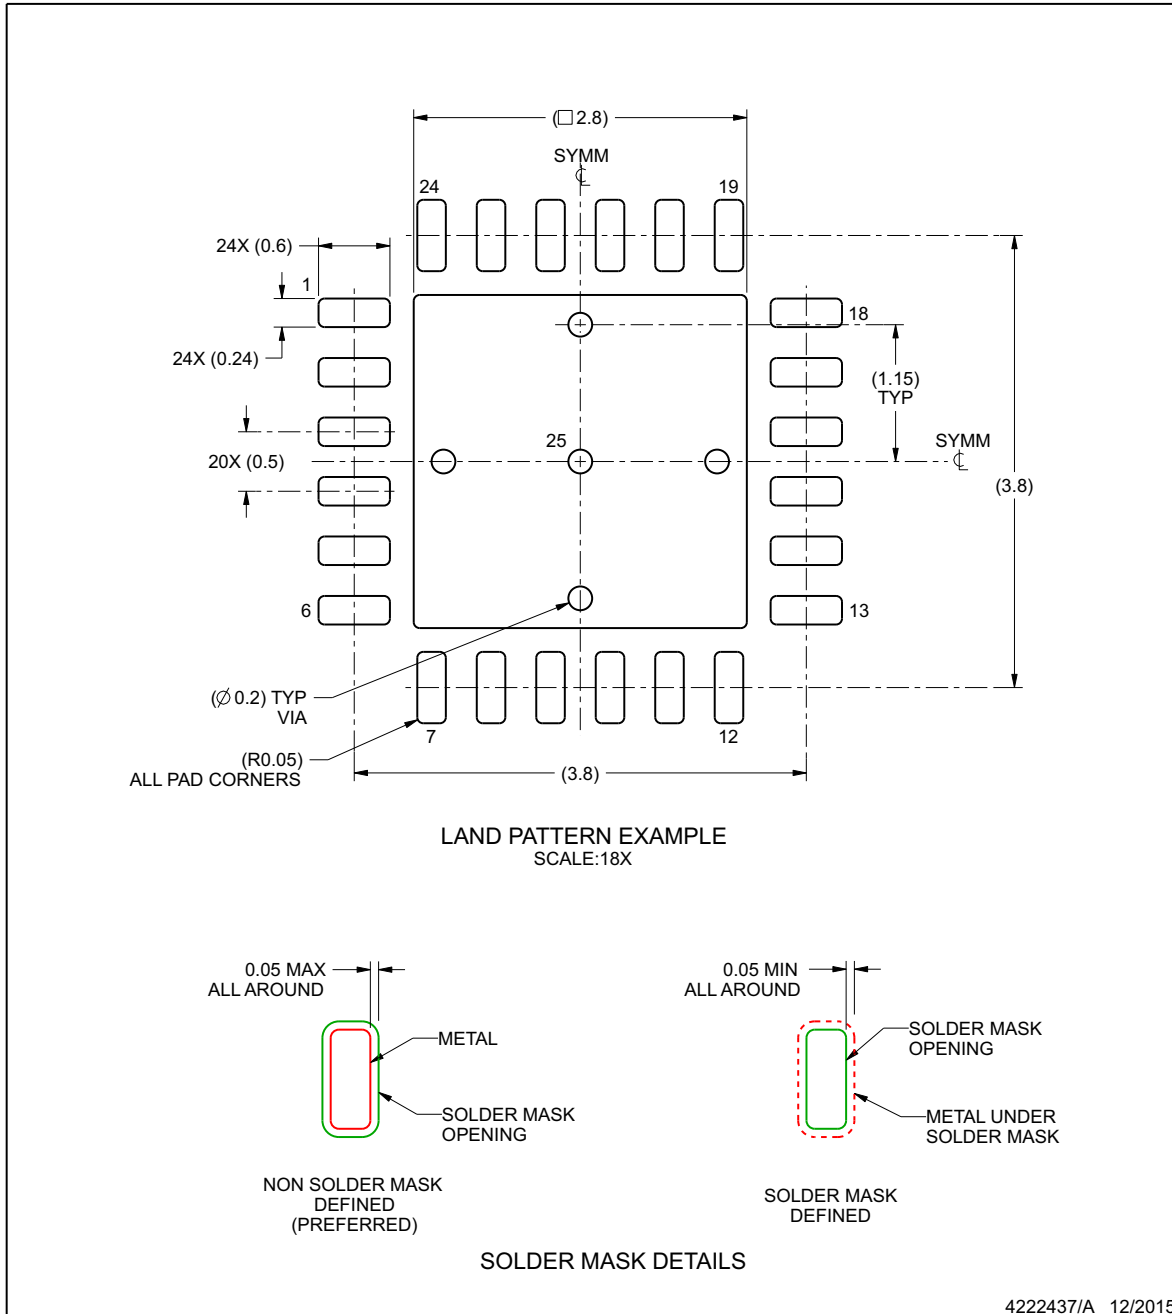 (□ 2.8)
SYMM
℄
24
19
24X (0.6)
1
18
24X (0.24)
(1.15)
TYP
25
SYMM
℄
20X (0.5)
(3.8)
6
13
(∅ 0.2) TYP
VIA
7
12
(R0.05)
ALL PAD CORNERS
(3.8)
LAND PATTERN EXAMPLE
SCALE:18X
0.05 MAX
ALL AROUND
METAL
SOLDER MASK
OPENING
NON SOLDER MASK
DEFINED
(PREFERRED)
0.05 MIN
ALL AROUND
SOLDER MASK
OPENING
METAL UNDER
SOLDER MASK
SOLDER MASK
DEFINED
SOLDER MASK DETAILS
4222437/A 12/2015